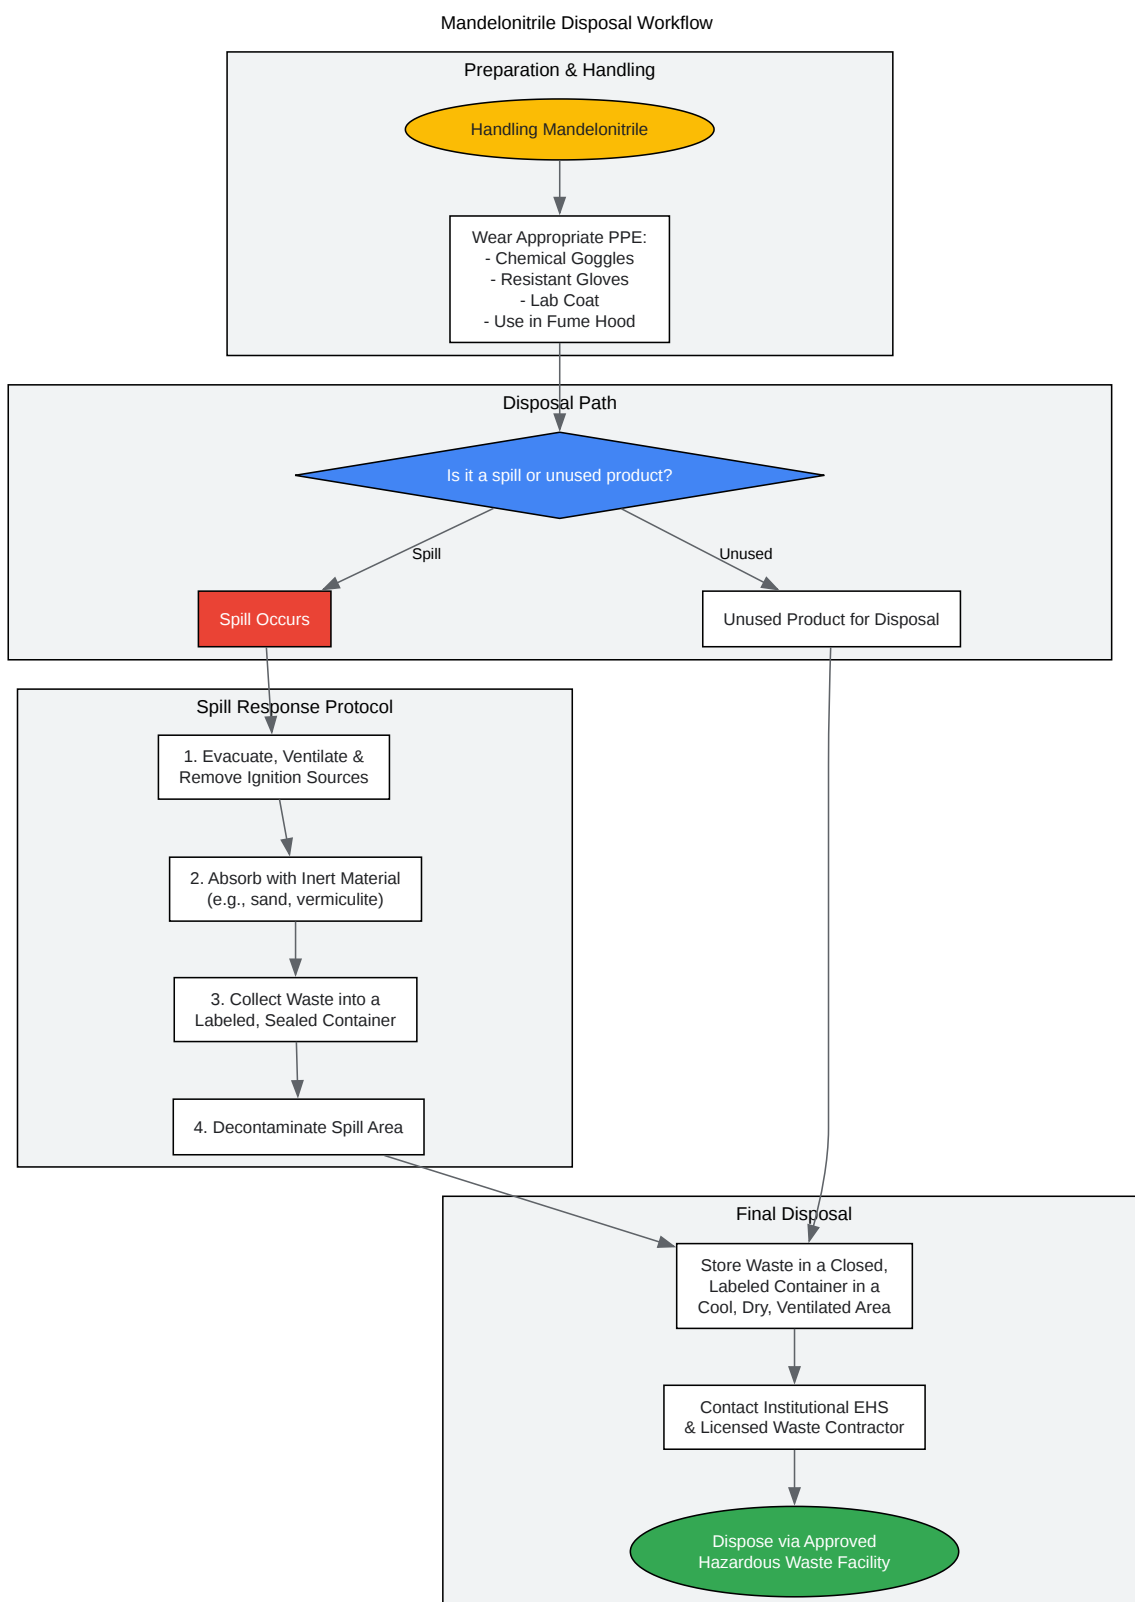 Mandelonitrile Disposal Workflow
Preparation & Handling
Handling Mandelonitrile
Wear Appropriate PPE:
- Chemical Goggles
- Resistant Gloves
- Lab Coat
- Use in Fume Hood
Disposal Path
Is it a spill or unused product?
Spill
Unused
Spill Occurs
Unused Product for Disposal
Spill Response Protocol
1. Evacuate, Ventilate &
Remove Ignition Sources
2. Absorb with Inert Material
(e.g., sand, vermiculite)
3. Collect Waste into a
Labeled, Sealed Container
4. Decontaminate Spill Area
Final Disposal
Store Waste in a Closed,
Labeled Container in a
Cool, Dry, Ventilated Area
Contact Institutional EHS
& Licensed Waste Contractor
Dispose via Approved
Hazardous Waste Facility